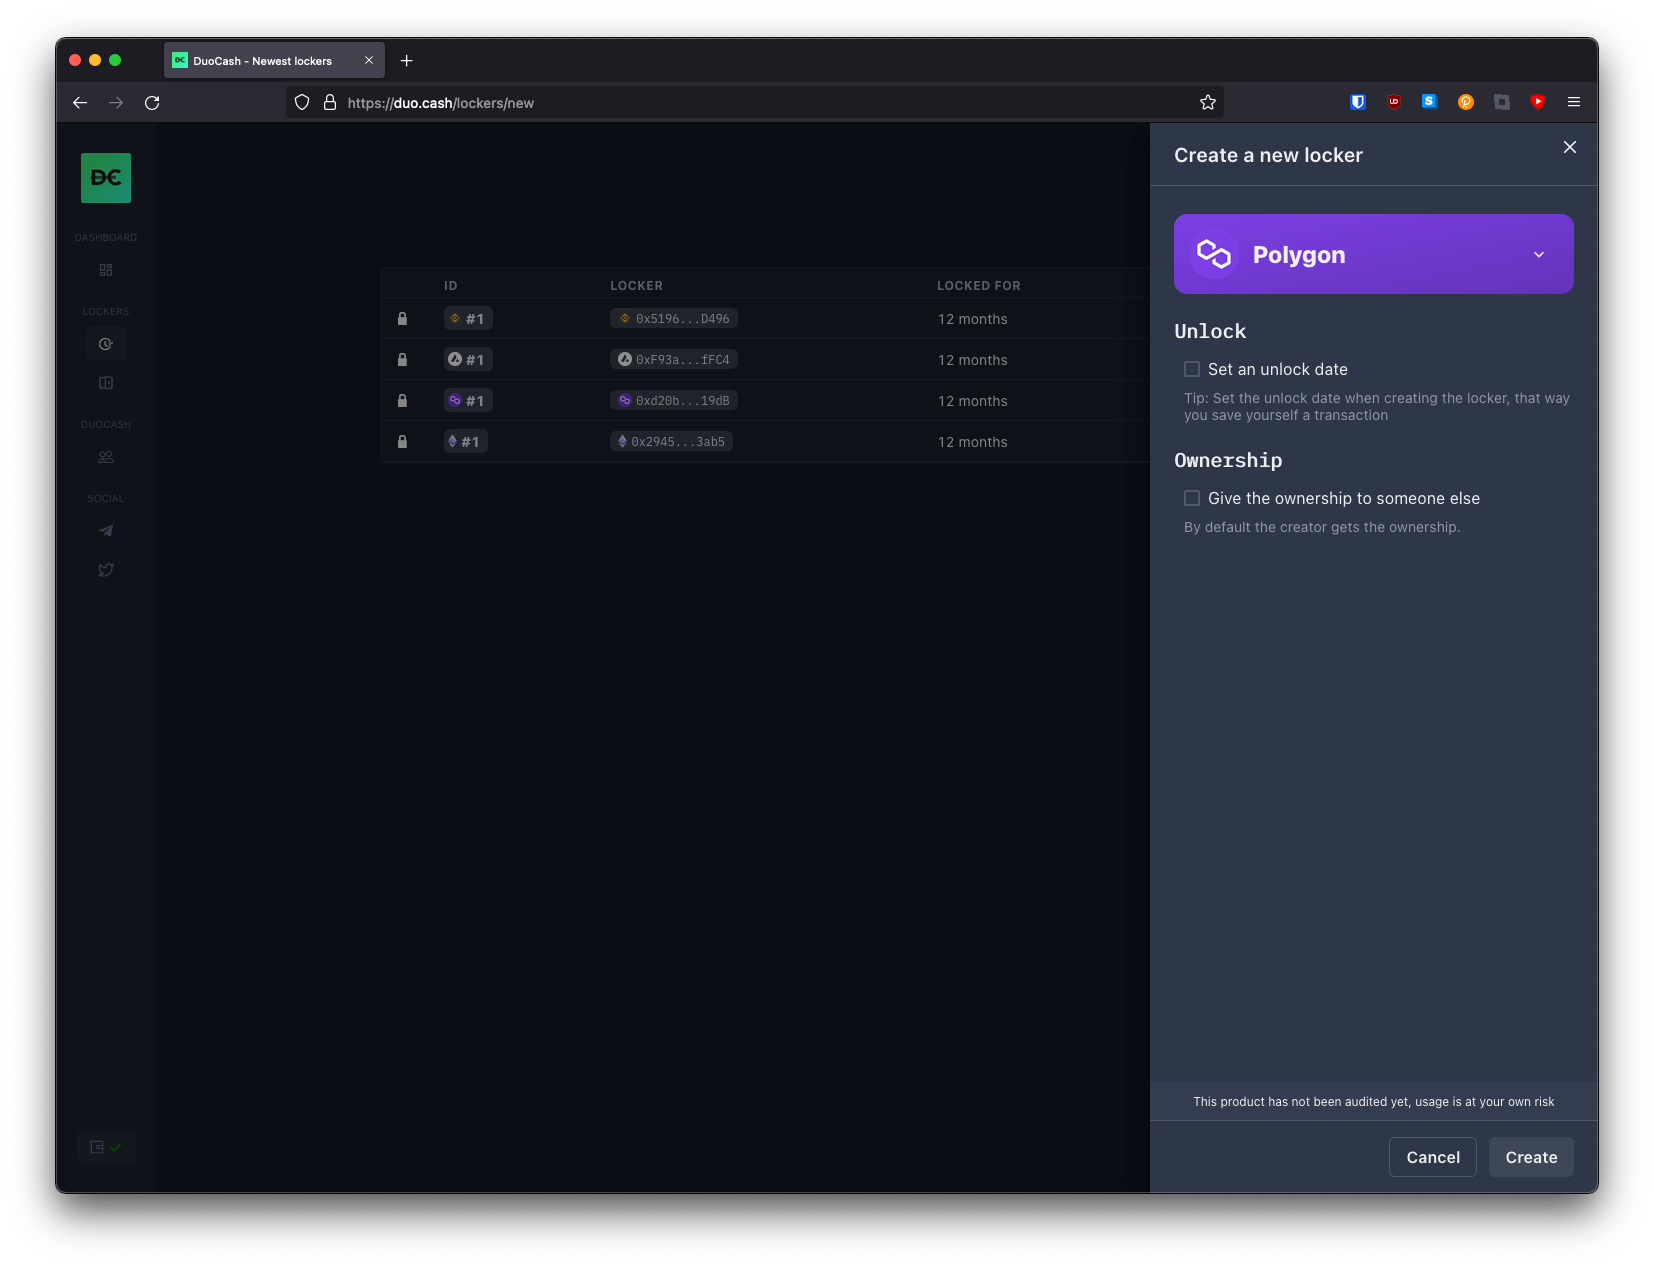 DuoCash - Newest lockers
https://duo.cash/lockers/new
DC
DASHBOARD
LOCKERS
DUOCASH
SOCIAL
ID LOCKER LOCKED FOR
#1 0x5196...D496 12 months
#1 0xF93a...fFC4 12 months
#1 0xd20b...19dB 12 months
#1 0x2945...3ab5 12 months
Create a new locker
Polygon
Unlock
Set an unlock date
Tip: Set the unlock date when creating the locker, that way
you save yourself a transaction
Ownership
Give the ownership to someone else
By default the creator gets the ownership.
This product has not been audited yet, usage is at your own risk
Cancel Create